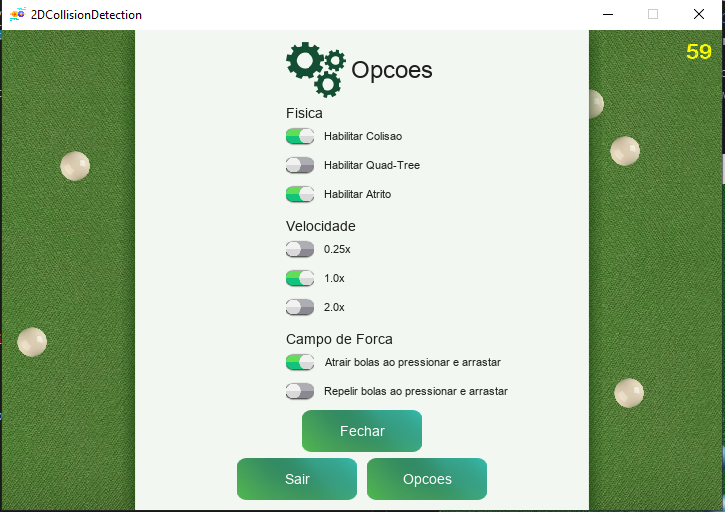 2DCollisionDetection
59
Opcoes
Fisica
Habilitar Colisao
Habilitar Quad-Tree
Habilitar Atrito
Velocidade
0.25x
1.0x
2.0x
Campo de Forca
Atrair bolas ao pressionar e arrastar
Repelir bolas ao pressionar e arrastar
Fechar
Sair
Opcoes